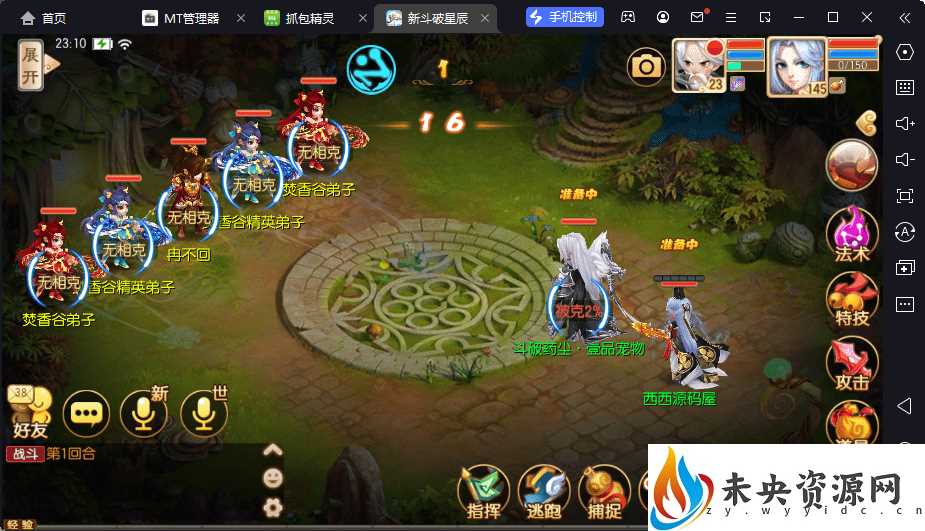 首页
MT管理器
抓包精灵
新斗破星辰
手机控制
展开
23:10
1
16
23
145
0/150
无相克
焚香谷弟子
无相克
香谷精英弟子
无相克
冉不回
无相克
香谷精英弟子
无相克
焚香谷弟子
准备中
准备中
被克2%
斗破药尘·壹品宠物
西西源码屋
法术
特技
攻击
道具
38
好友
新
世
战斗 第1回合
指挥
逃跑
捕捉
经验
未央资源网
zy.wyyidc.cn